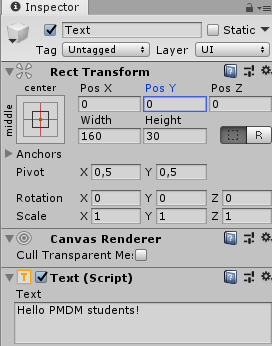 Inspector
Text
Static
Tag Untagged Layer UI
Rect Transform
center
middle
Pos X Pos Y Pos Z
0 0 0
Width Height
160 30
R
Anchors
Pivot X 0,5 Y 0,5
Rotation X 0 Y 0 Z 0
Scale X 1 Y 1 Z 1
Canvas Renderer
Cull Transparent Mes
T Text (Script)
Text
Hello PMDM students!